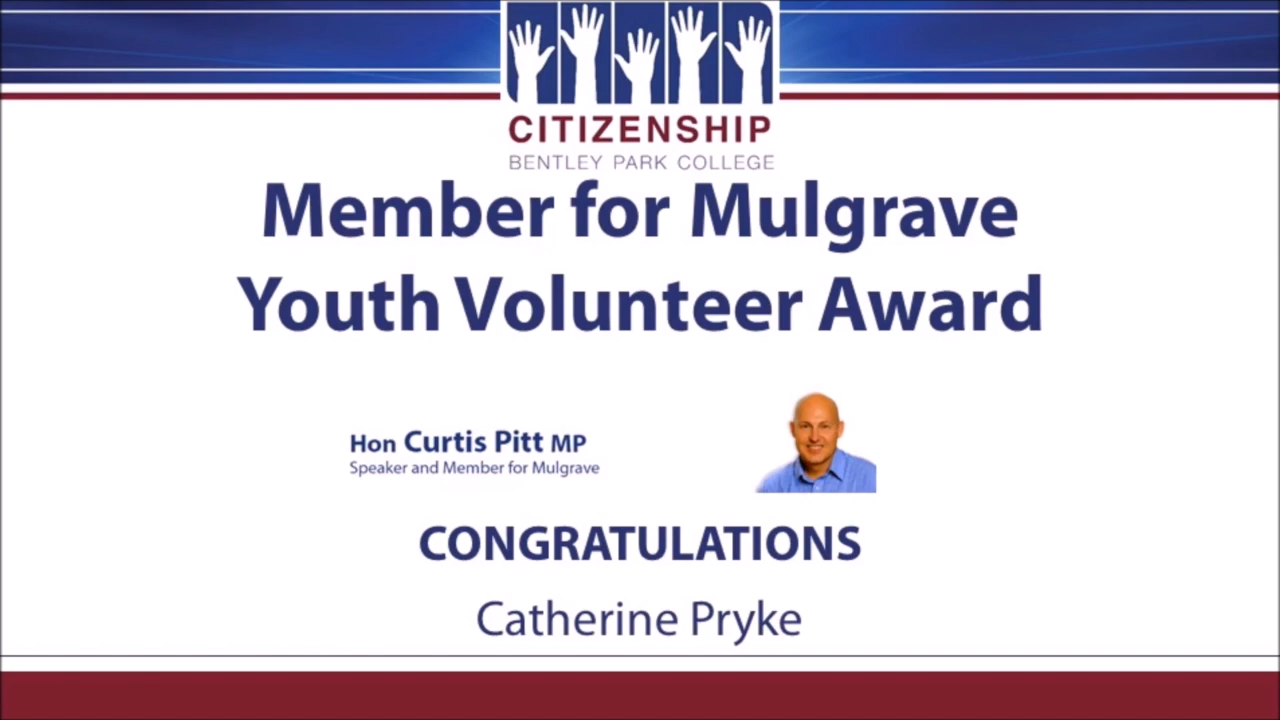 CITIZENSHIP
BENTLEY PARK COLLEGE
Member for Mulgrave
Youth Volunteer Award
Hon Curtis Pitt MP
Speaker and Member for Mulgrave
CONGRATULATIONS
Catherine Pryke